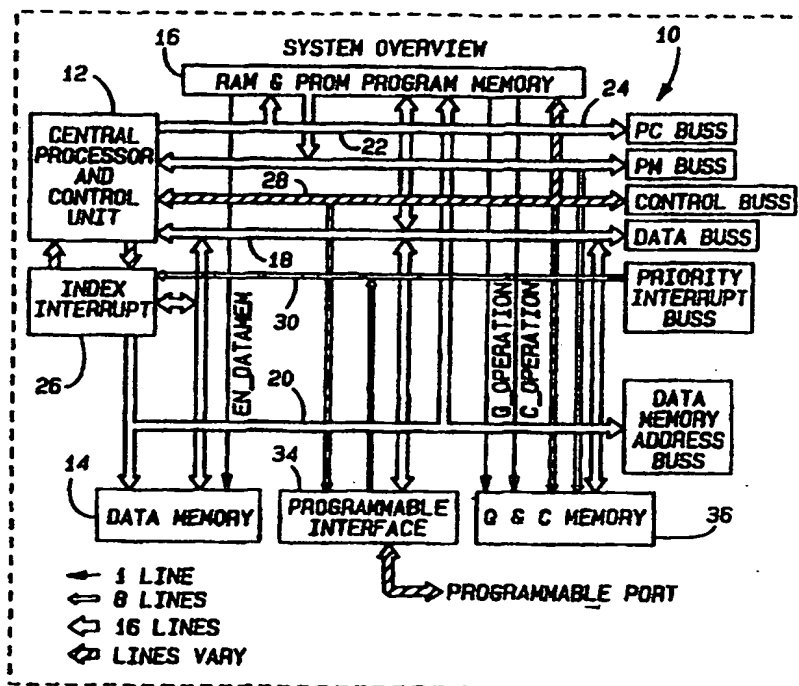 SYSTEM OVERVIEW
16
10
RAM & PROM PROGRAM MEMORY
12
24
CENTRAL
PROCESSOR
AND
CONTROL
UNIT
22
PC BUSS
PM BUSS
28
CONTROL BUSS
DATA BUSS
18
INDEX
INTERRUPT
30
PRIORITY
INTERRUPT
BUSS
26
EN_DATAMEM
Q_OPERATION
C_OPERATION
20
DATA
MEMORY
ADDRESS
BUSS
14
34
DATA MEMORY
PROGRAMMABLE
INTERFACE
Q & C MEMORY
36
1 LINE
8 LINES
16 LINES
LINES VARY
PROGRAMMABLE PORT